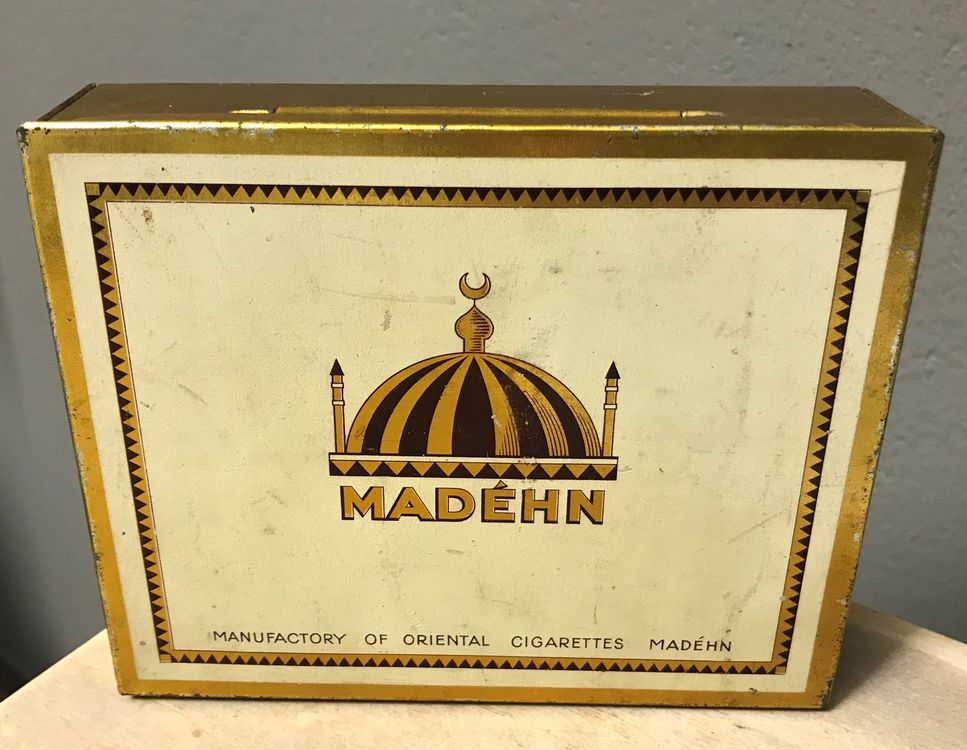 MADÉHN
MANUFACTORY OF ORIENTAL CIGARETTES MADÉHN